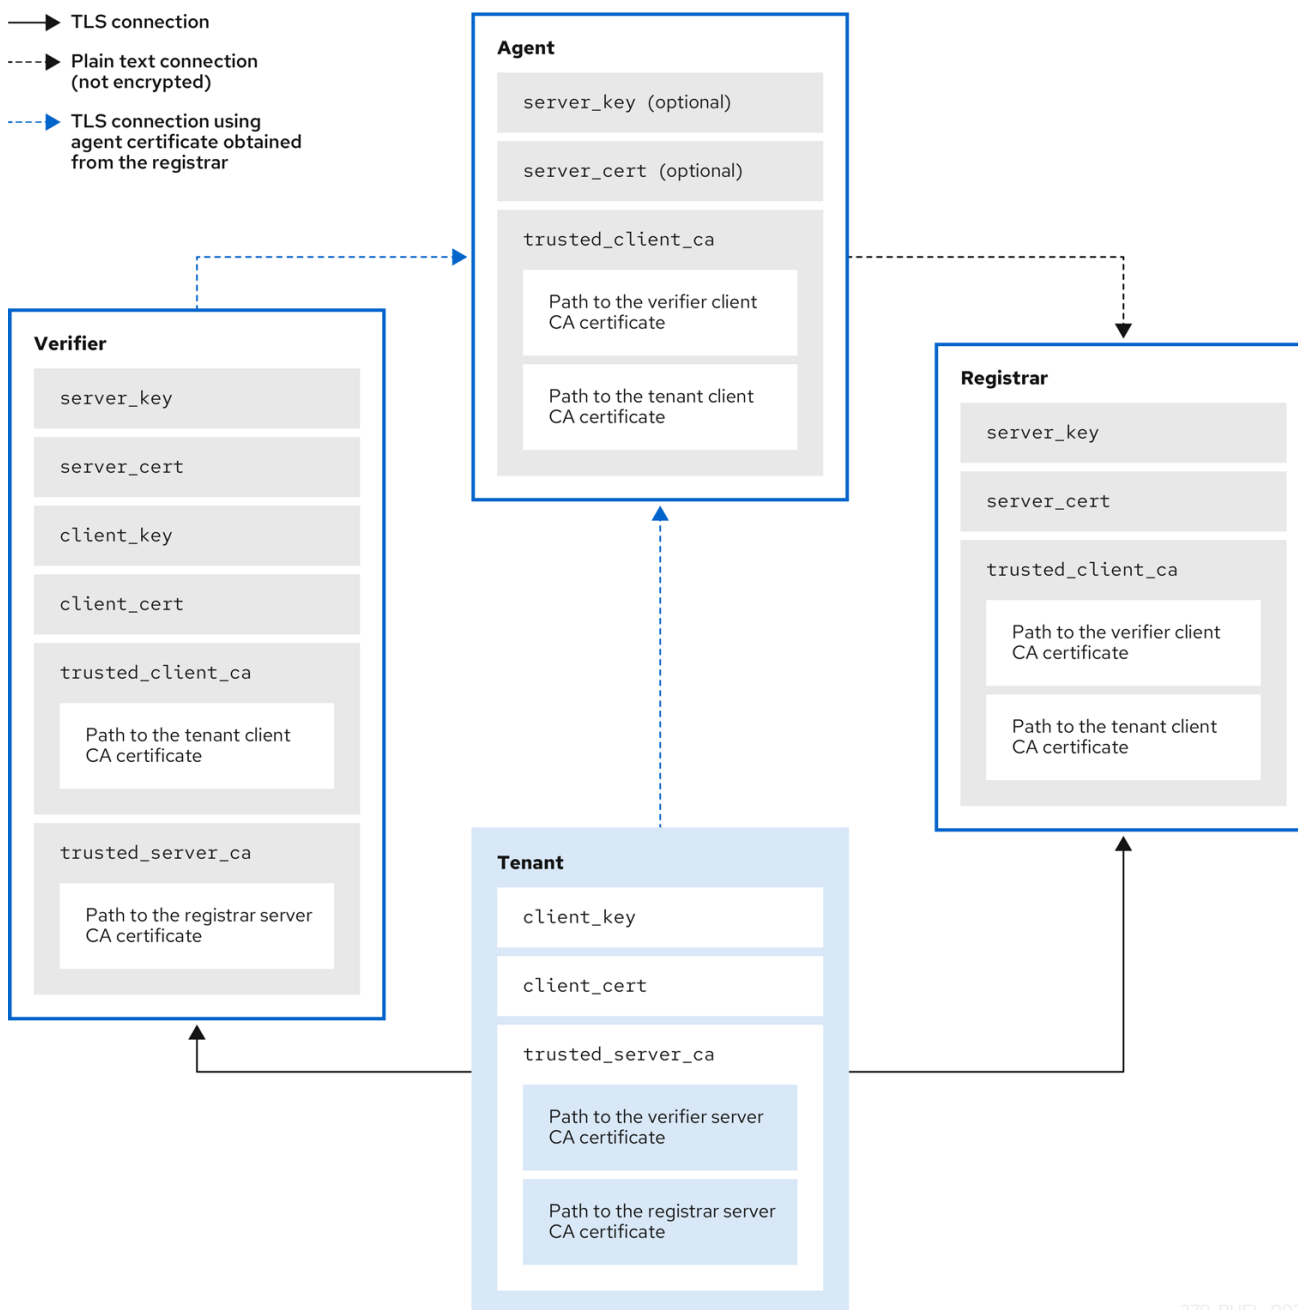 TLS connection
Plain text connection
(not encrypted)
TLS connection using
agent certificate obtained
from the registrar
Agent
server_key (optional)
server_cert (optional)
trusted_client_ca
Path to the verifier client
CA certificate
Path to the tenant client
CA certificate
Verifier
server_key
server_cert
client_key
client_cert
trusted_client_ca
Path to the tenant client
CA certificate
trusted_server_ca
Path to the registrar server
CA certificate
Registrar
server_key
server_cert
trusted_client_ca
Path to the verifier client
CA certificate
Path to the tenant client
CA certificate
Tenant
client_key
client_cert
trusted_server_ca
Path to the verifier server
CA certificate
Path to the registrar server
CA certificate